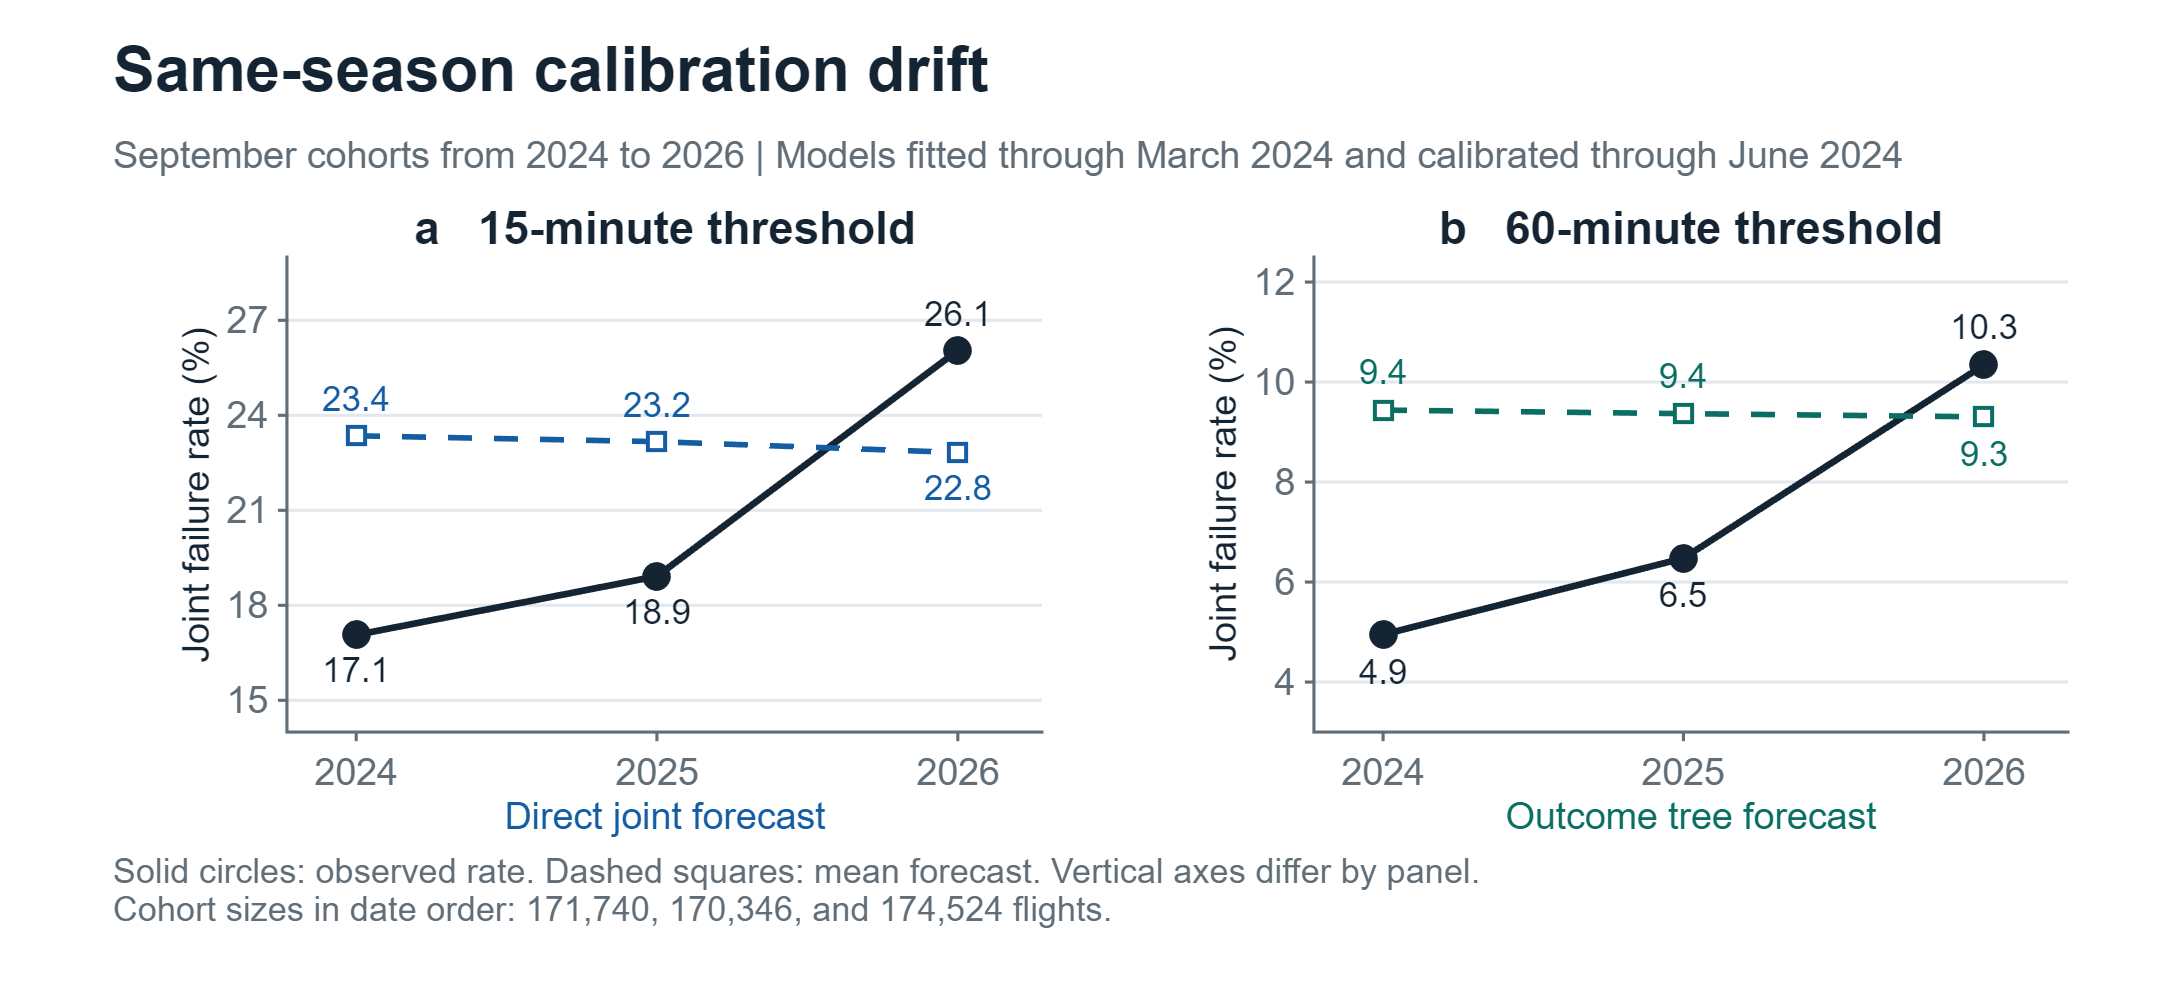 Same-season calibration drift
September cohorts from 2024 to 2026 | Models fitted through March 2024 and calibrated through June 2024
a 15-minute threshold
Joint failure rate (%)
27
24
21
18
15
23.4
23.2
22.8
17.1
18.9
26.1
2024 2025 2026
Direct joint forecast
b 60-minute threshold
Joint failure rate (%)
12
10
8
6
4
9.4
9.4
9.3
4.9
6.5
10.3
2024 2025 2026
Outcome tree forecast
Solid circles: observed rate. Dashed squares: mean forecast. Vertical axes differ by panel.
Cohort sizes in date order: 171,740, 170,346, and 174,524 flights.